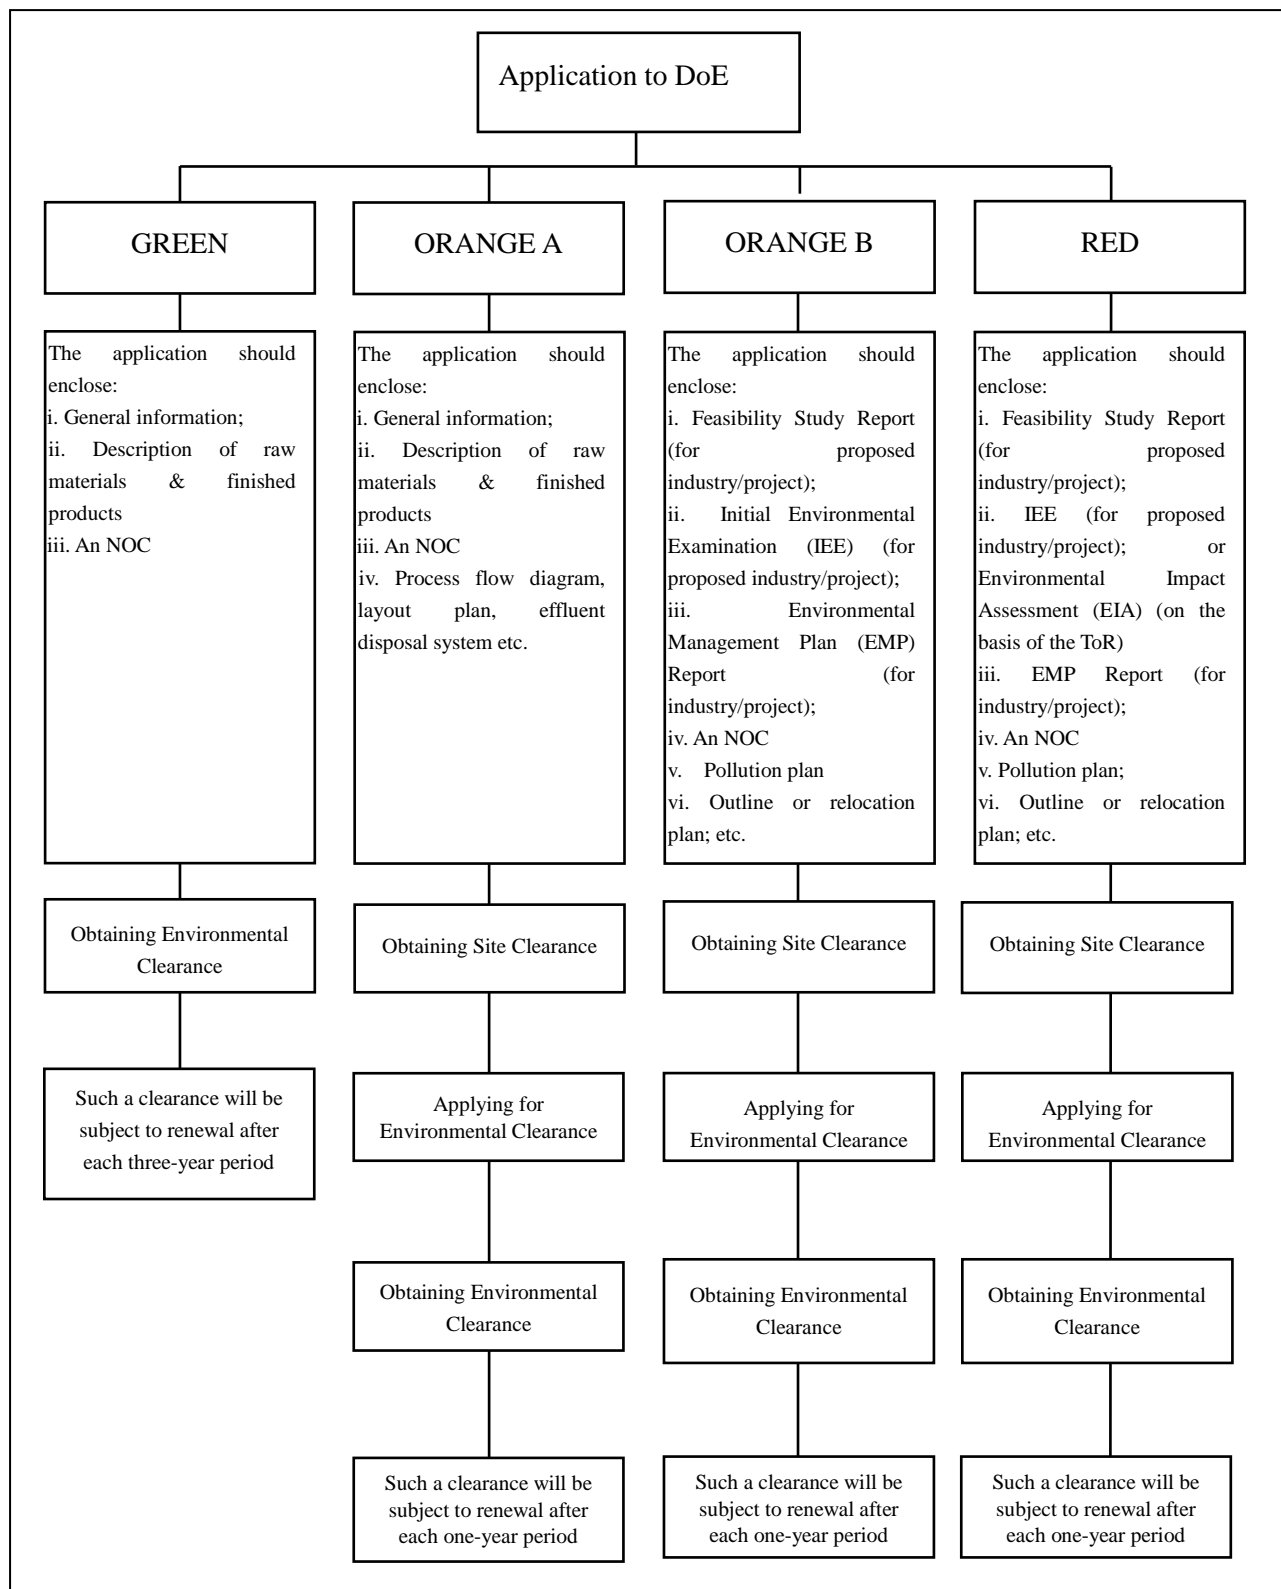 Application to DoE
GREEN
ORANGE A
ORANGE B
RED
The application should
enclose:
i. General information;
ii. Description of raw
materials & finished
products
iii. An NOC
The application should
enclose:
i. General information;
ii. Description of raw
materials & finished
products
iii. An NOC
iv. Process flow diagram,
layout plan, effluent
disposal system etc.
The application should
enclose:
i. Feasibility Study Report
(for proposed
industry/project);
ii. Initial Environmental
Examination (IEE) (for
proposed industry/project);
iii. Environmental
Management Plan (EMP)
Report (for
industry/project);
iv. An NOC
v. Pollution plan
vi. Outline or relocation
plan; etc.
The application should
enclose:
i. Feasibility Study Report
(for proposed
industry/project);
ii. IEE (for proposed
industry/project); or
Environmental Impact
Assessment (EIA) (on the
basis of the ToR)
iii. EMP Report (for
industry/project);
iv. An NOC
v. Pollution plan;
vi. Outline or relocation
plan; etc.
Obtaining Environmental
Clearance
Obtaining Site Clearance
Obtaining Site Clearance
Obtaining Site Clearance
Such a clearance will be
subject to renewal after
each three-year period
Applying for
Environmental Clearance
Applying for
Environmental Clearance
Applying for
Environmental Clearance
Obtaining Environmental
Clearance
Obtaining Environmental
Clearance
Obtaining Environmental
Clearance
Such a clearance will be
subject to renewal after
each one-year period
Such a clearance will be
subject to renewal after
each one-year period
Such a clearance will be
subject to renewal after
each one-year period